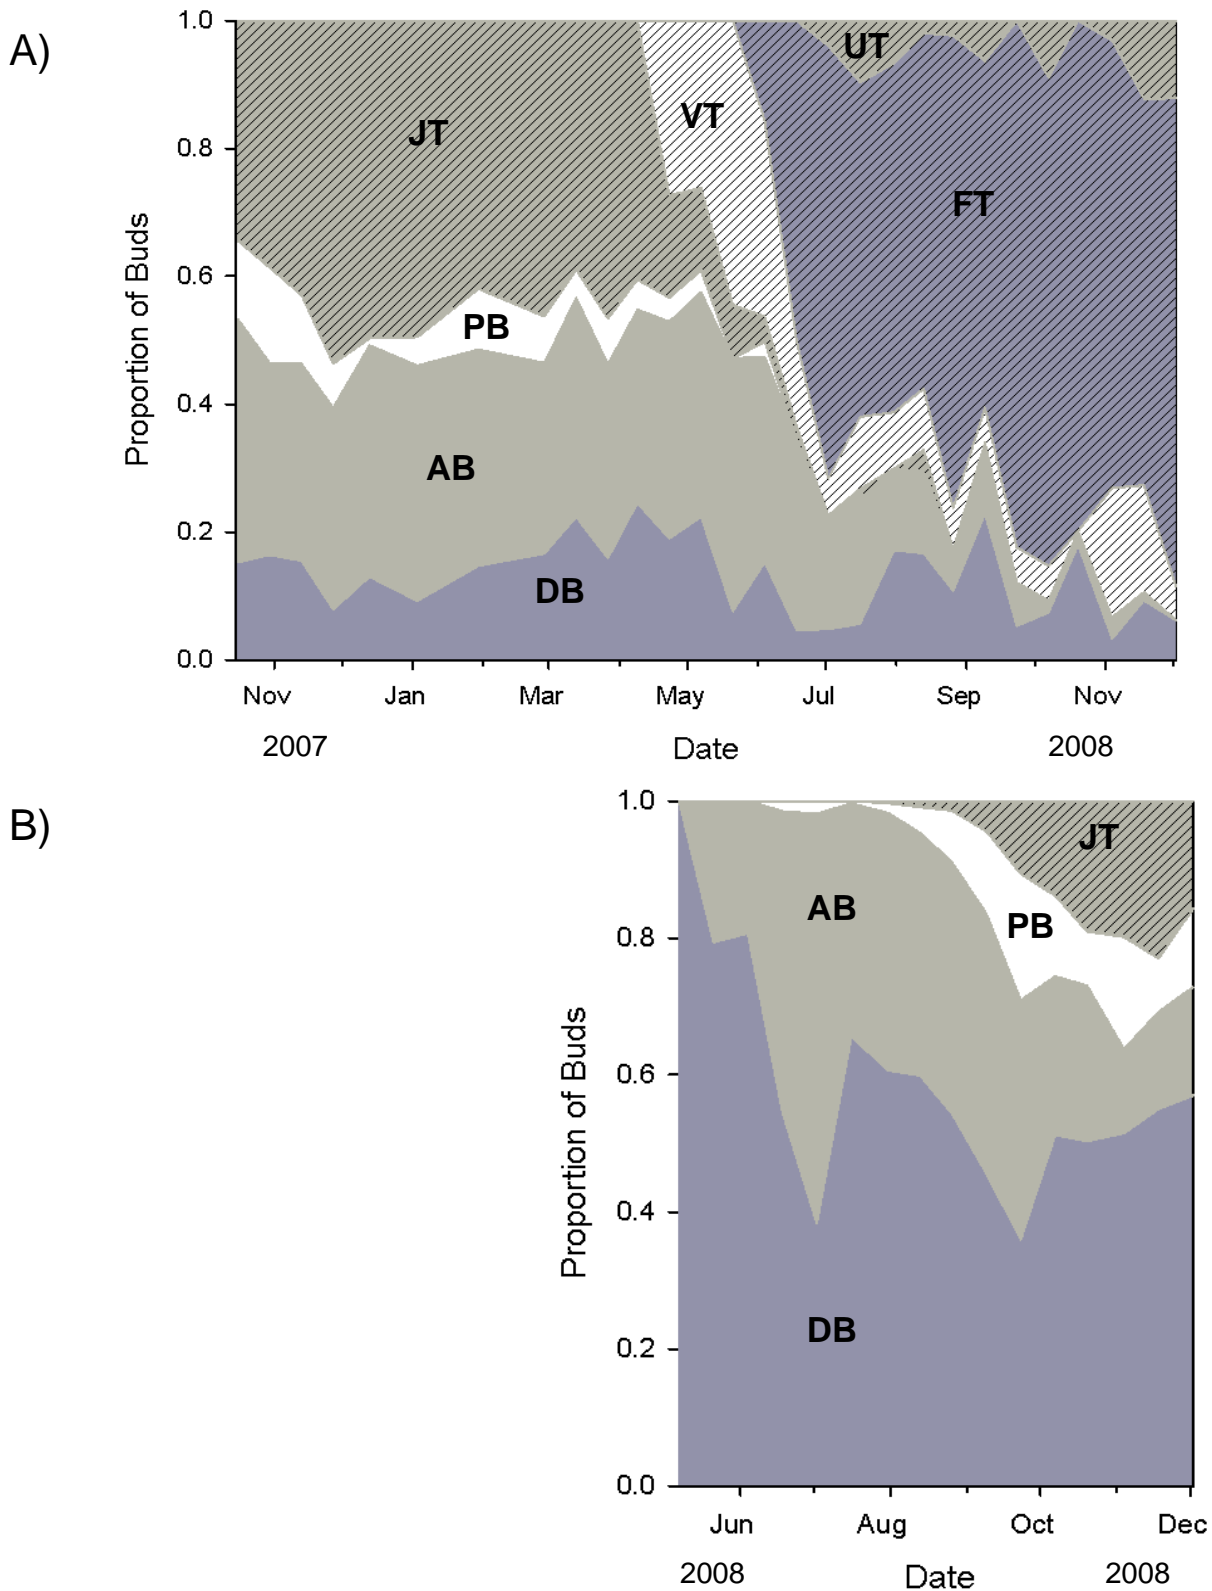 A)
1.0
0.8
0.6
0.4
0.2
0.0
Proportion of Buds
JT
VT
UT
FT
PB
AB
DB
Nov Jan Mar May Jul Sep Nov
2007 Date 2008
B)
1.0
0.8
0.6
0.4
0.2
0.0
Proportion of Buds
JT
AB
PB
DB
Jun Aug Oct Dec
2008 Date 2008